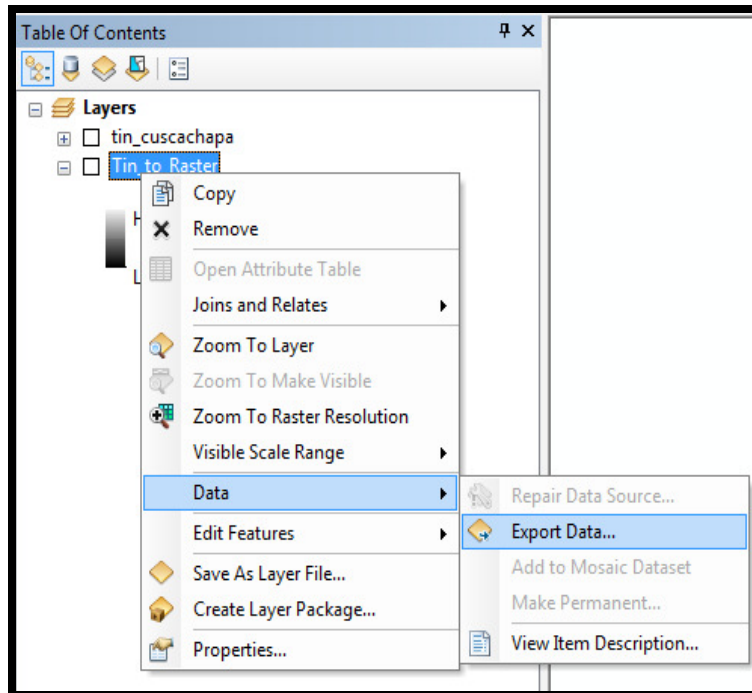 Table Of Contents
Layers
tin_cuscachapa
Tin_to_Raster
H
L
Copy
Remove
Open Attribute Table
Joins and Relates
Zoom To Layer
Zoom To Make Visible
Zoom To Raster Resolution
Visible Scale Range
Data
Edit Features
Save As Layer File...
Create Layer Package...
Properties...
Repair Data Source...
Export Data...
Add to Mosaic Dataset
Make Permanent...
View Item Description...